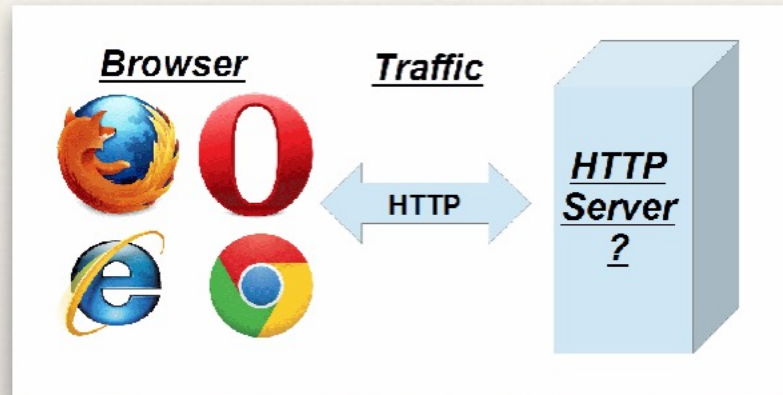 Browser
Traffic
HTTP
HTTP
Server
?